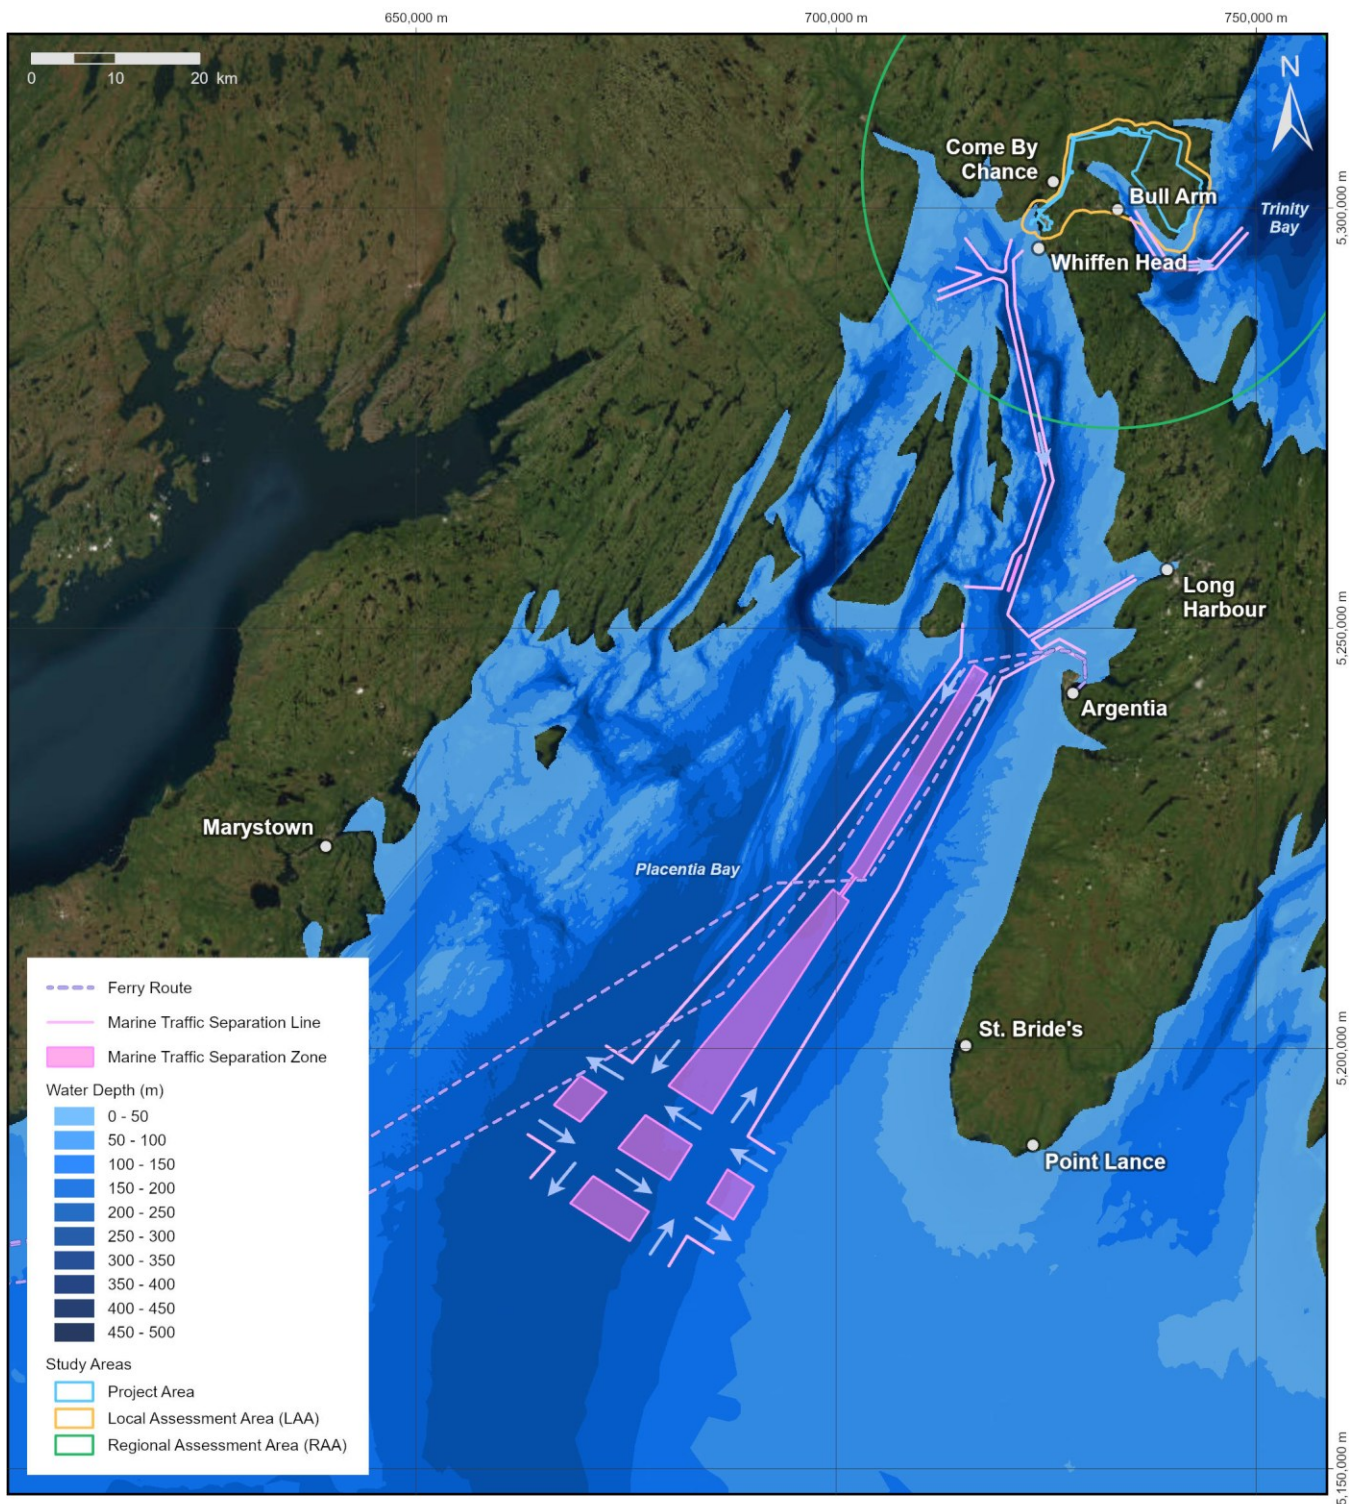 650,000 m
700,000 m
750,000 m
0 10 20 km
N
Come By
Chance
Bull Arm
Trinity
Bay
5,300,000 m
Whiffen Head
Long
Harbour
5,250,000 m
Argentia
Marystown
Placentia Bay
St. Bride's
5,200,000 m
Point Lance
Ferry Route
Marine Traffic Separation Line
Marine Traffic Separation Zone
Water Depth (m)
0 - 50
50 - 100
100 - 150
150 - 200
200 - 250
250 - 300
300 - 350
350 - 400
400 - 450
450 - 500
Study Areas
Project Area
Local Assessment Area (LAA)
Regional Assessment Area (RAA)
5,150,000 m